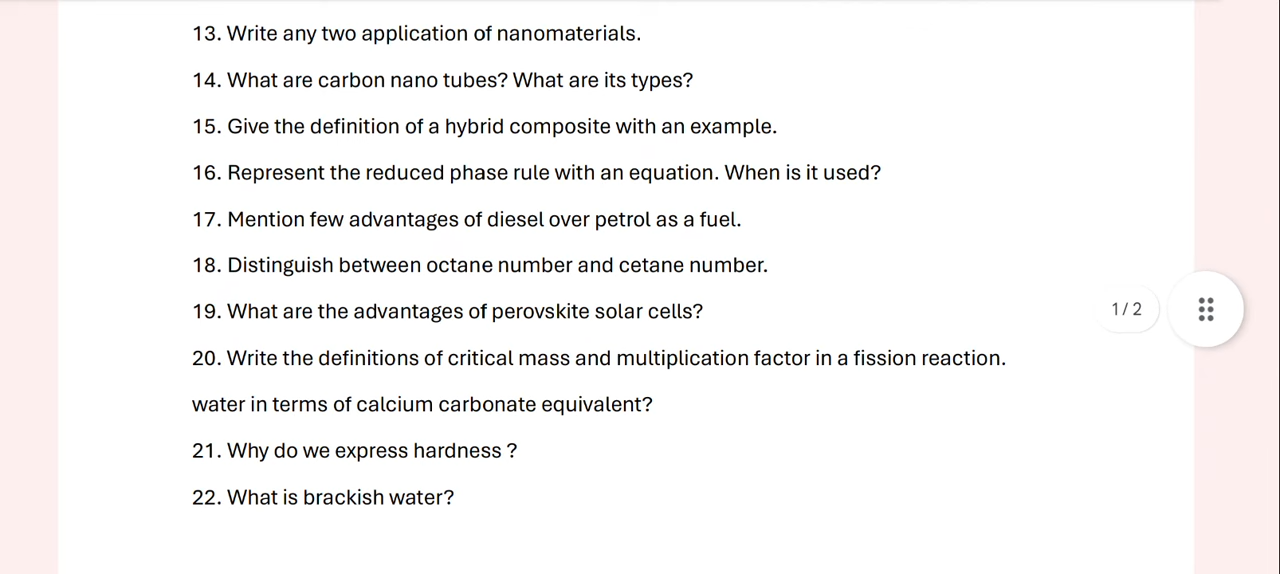 13. Write any two application of nanomaterials.
14. What are carbon nano tubes? What are its types?
15. Give the definition of a hybrid composite with an example.
16. Represent the reduced phase rule with an equation. When is it used?
17. Mention few advantages of diesel over petrol as a fuel.
18. Distinguish between octane number and cetane number.
19. What are the advantages of perovskite solar cells?
1 / 2
20. Write the definitions of critical mass and multiplication factor in a fission reaction.
water in terms of calcium carbonate equivalent?
21. Why do we express hardness ?
22. What is brackish water?